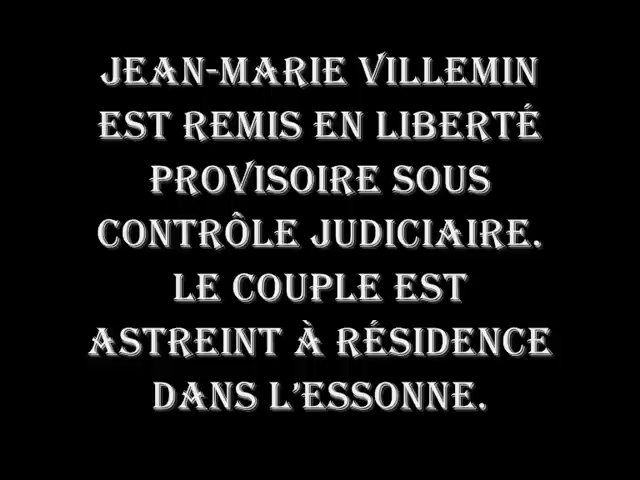 JEAN-MARIE VILLEMIN
EST REMIS EN LIBERTÉ
PROVISOIRE SOUS
CONTRÔLE JUDICIAIRE.
LE COUPLE EST
ASTREINT À RÉSIDENCE
DANS L'ESSONNE.